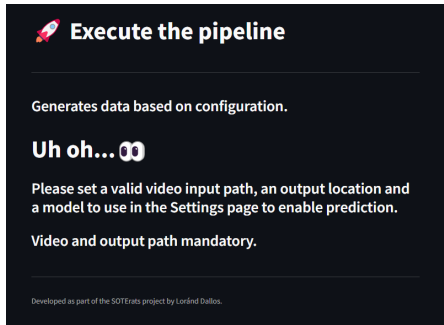 🚀 Execute the pipeline
Generates data based on configuration.
Uh oh...👀
Please set a valid video input path, an output location and
a model to use in the Settings page to enable prediction.
Video and output path mandatory.
Developed as part of the SOTErats project by Loránd Dallos.